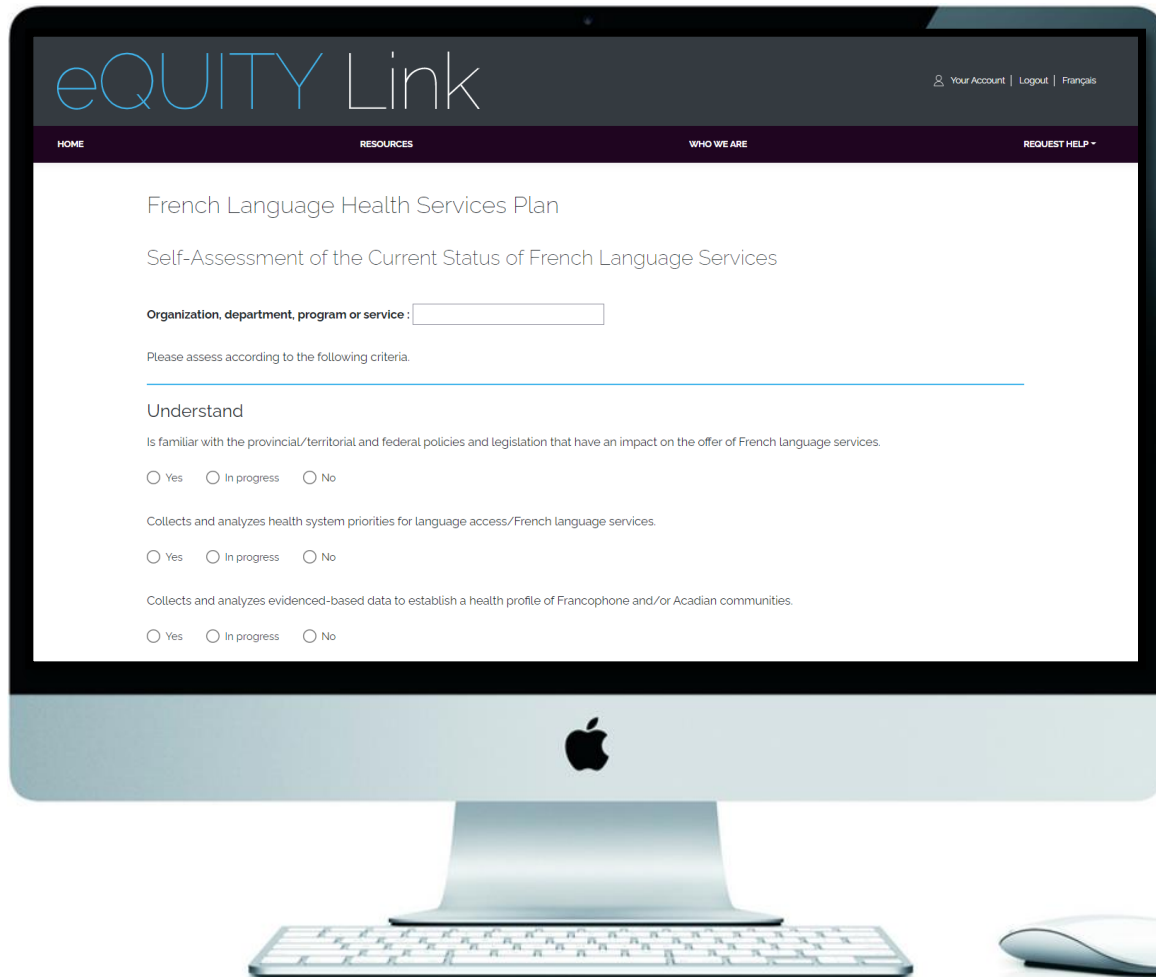 eQUITY Link
Your Account | Logout | Français
HOME RESOURCES WHO WE ARE REQUEST HELP
French Language Health Services Plan
Self-Assessment of the Current Status of French Language Services
Organization, department, program or service :
Please assess according to the following criteria.
Understand
Is familiar with the provincial/territorial and federal policies and legislation that have an impact on the offer of French language services.
Yes In progress No
Collects and analyzes health system priorities for language access/French language services.
Yes In progress No
Collects and analyzes evidenced-based data to establish a health profile of Francophone and/or Acadian communities.
Yes In progress No